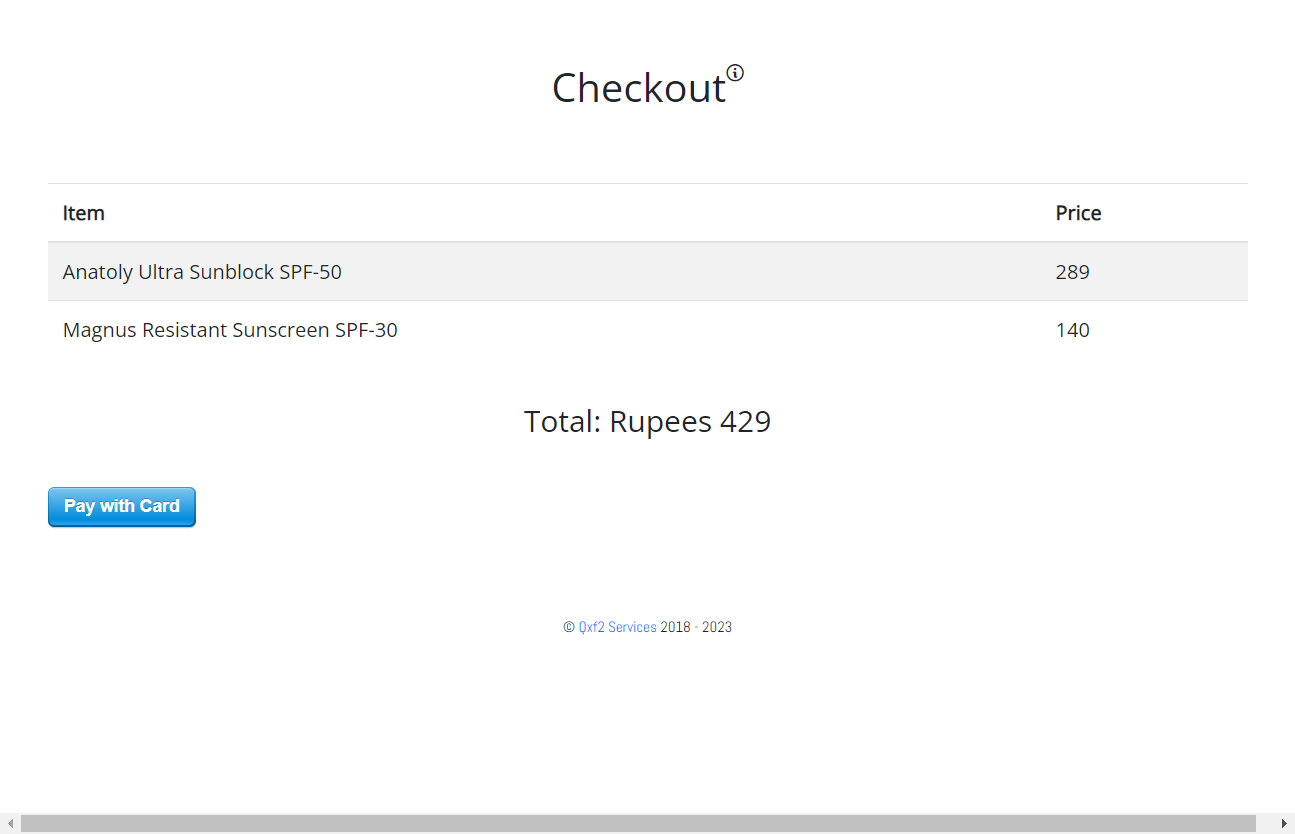 Checkout
Item Price
Anatoly Ultra Sunblock SPF-50 289
Magnus Resistant Sunscreen SPF-30 140
Total: Rupees 429
Pay with Card
© Qxf2 Services 2018 - 2023